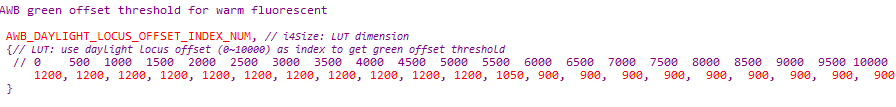 AWB green offset threshold for warm fluorescent
AWB_DAYLIGHT_LOCUS_OFFSET_INDEX_NUM, // i4Size: LUT dimension
{// LUT: use daylight locus offset (0~10000) as index to get green offset threshold
// 0 500 1000 1500 2000 2500 3000 3500 4000 4500 5000 5500 6000 6500 7000 7500 8000 8500 9000 9500 10000
1200, 1200, 1200, 1200, 1200, 1200, 1200, 1200, 1200, 1200, 1200, 1050, 900, 900, 900, 900, 900, 900, 900, 900, 900
}